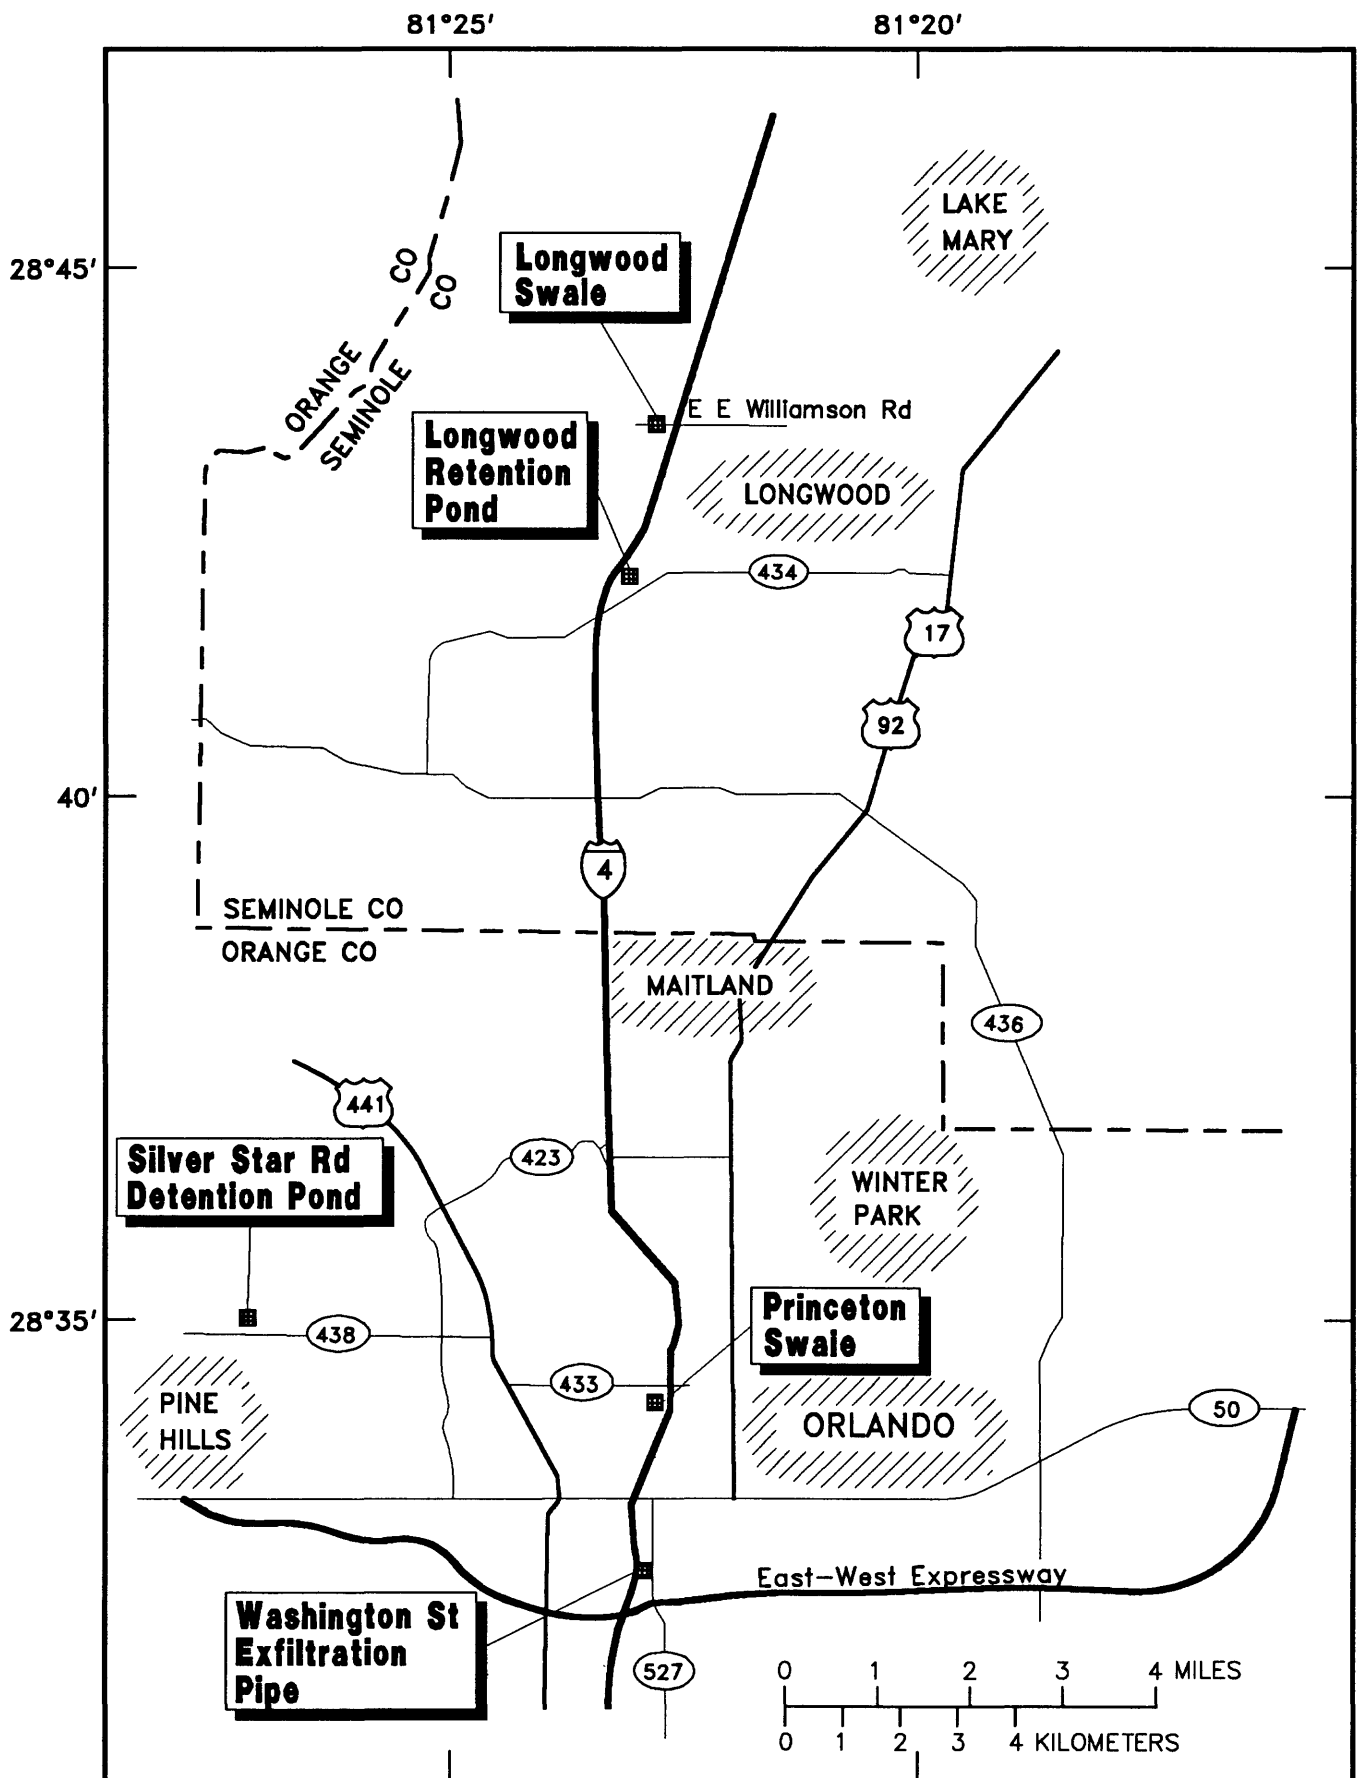 81°25' 81°20'
LAKE
MARY
28°45'
CO
CO
Longwood
Swale
ORANGE
SEMINOLE
E E Williamson Rd
Longwood
Retention
Pond
LONGWOOD
434
17
92
40'
4
SEMINOLE CO
ORANGE CO
MAITLAND
436
441
Silver Star Rd
Detention Pond
423
WINTER
PARK
28°35'
Princeton
Swale
438
433
PINE
HILLS
ORLANDO
50
East-West Expressway
Washington St
Exfiltration
Pipe
527
0 1 2 3 4 MILES
0 1 2 3 4 KILOMETERS